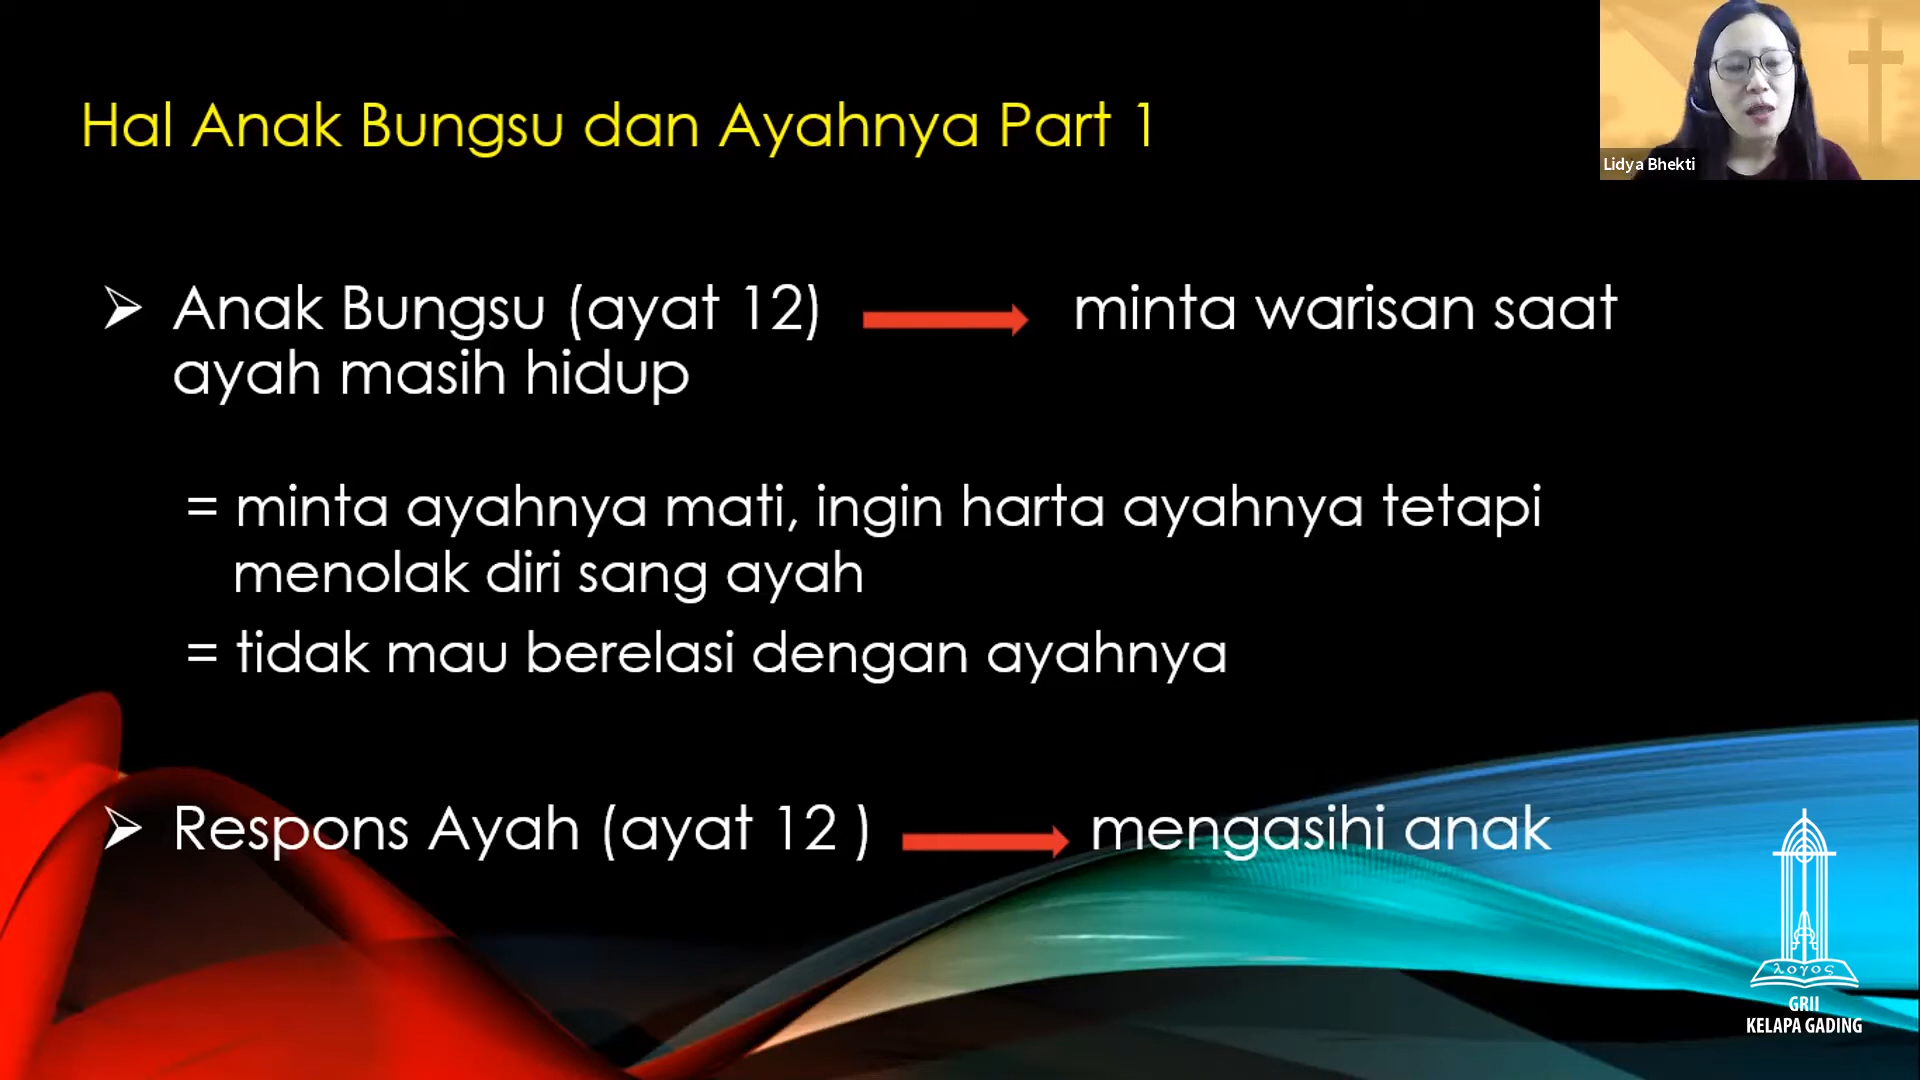 Hal Anak Bungsu dan Ayahnya Part 1
Lidya Bhekti
Anak Bungsu (ayat 12) minta warisan saat
ayah masih hidup
= minta ayahnya mati, ingin harta ayahnya tetapi
menolak diri sang ayah
= tidak mau berelasi dengan ayahnya
Respons Ayah (ayat 12 ) mengasihi anak
λογος
GRII
KELAPA GADING